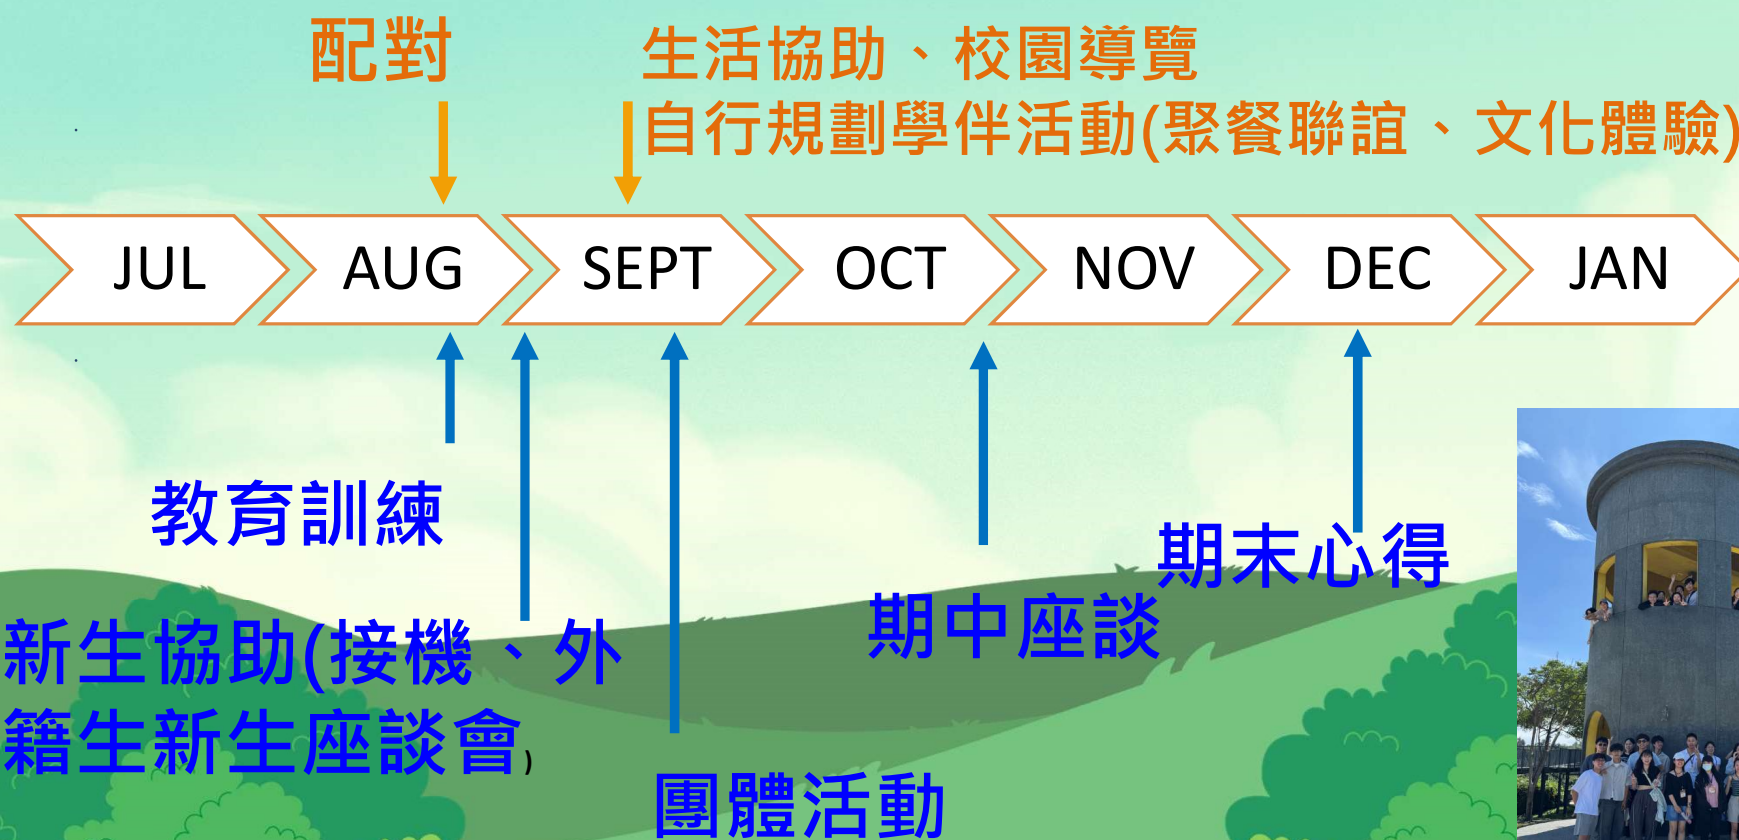 配對
生活協助、校園導覽
自行規劃學伴活動(聚餐聯誼、文化體驗)
JUL
AUG
SEPT
OCT
NOV
DEC
JAN
教育訓練
期末心得
期中座談
新生協助(接機、外
籍生新生座談會)
團體活動